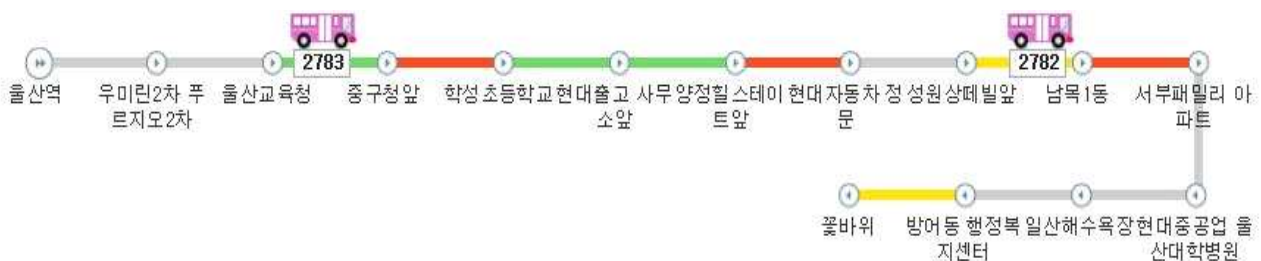 2783
2782
울산역 우미린2차 푸 울산교육청 중구청앞 학성초등학교 현대출고 사무 양정힐스테이 현대자동차 정 성원상떼빌앞 남목1동 서부패밀리 아
르지오2차 소앞 트앞 문 파트
꽃바위 방어동 행정복 일산해수욕장 현대중공업 울
지센터 산대학병원